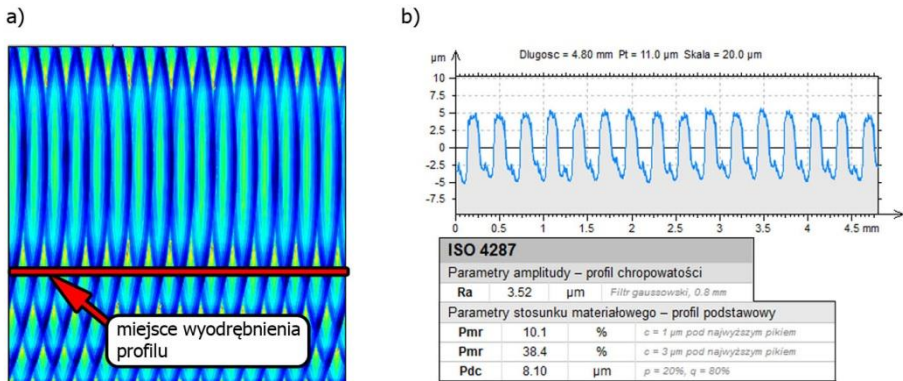 a)
miejsce wyodrębnienia
profilu
b)
µm
Dlugosc = 4.80 mm Pt = 11.0 µm Skala = 20.0 µm
10
7.5
5
2.5
0
-2.5
-5
-7.5
0 0.5 1 1.5 2 2.5 3 3.5 4 4.5 mm
ISO 4287
Parametry amplitudy – profil chropowatości
Ra 3.52 µm Filtr gaussowski, 0.8 mm
Parametry stosunku materiałowego – profil podstawowy
Pmr 10.1 % c = 1 µm pod najwyższym pikiem
Pmr 38.4 % c = 3 µm pod najwyższym pikiem
Pdc 8.10 µm p = 20%, q = 80%